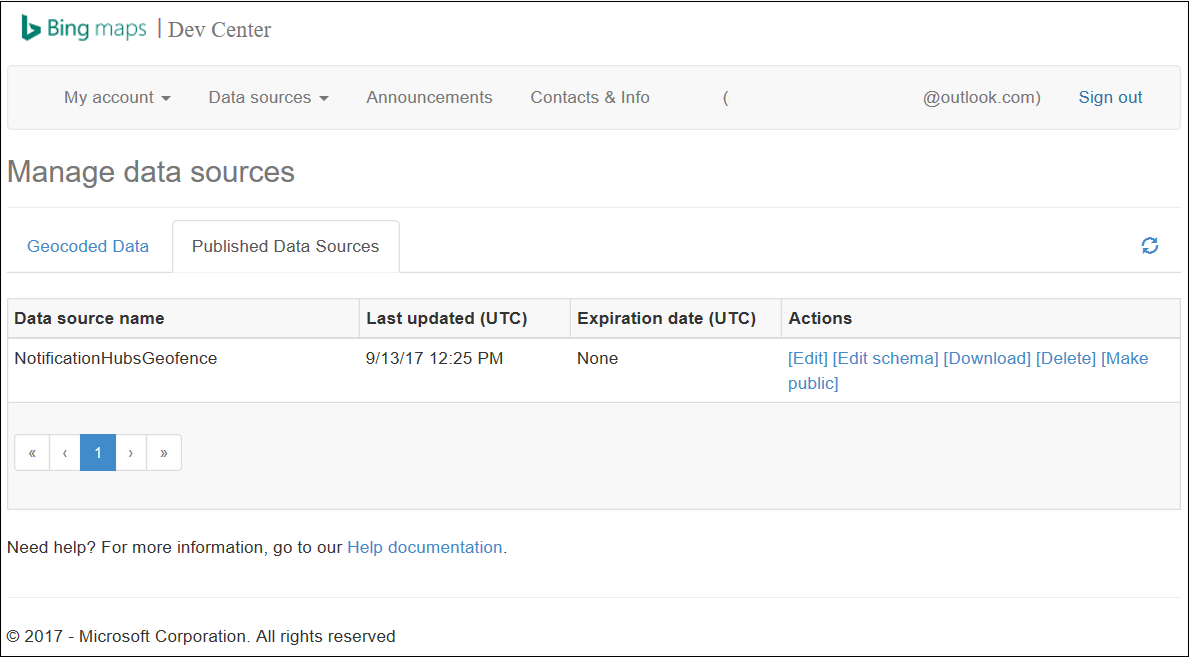 Bing maps | Dev Center
My account Data sources Announcements Contacts & Info ( @outlook.com) Sign out
Manage data sources
Geocoded Data Published Data Sources
Data source name Last updated (UTC) Expiration date (UTC) Actions
NotificationHubsGeofence 9/13/17 12:25 PM None [Edit] [Edit schema] [Download] [Delete] [Make
public]
« ‹ 1 › »
Need help? For more information, go to our Help documentation.
© 2017 - Microsoft Corporation. All rights reserved